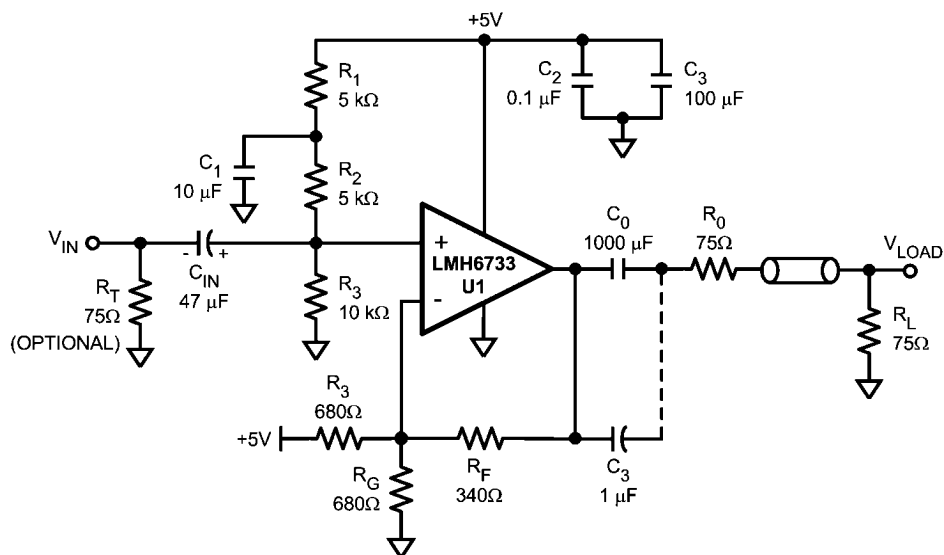 +5V
R1
5 kΩ
C2
0.1 µF
C3
100 µF
C1
10 µF
R2
5 kΩ
VIN
- +
CIN
47 µF
RT
75Ω
(OPTIONAL)
R3
10 kΩ
+
LMH6733
U1
-
C0
1000 µF
R0
75Ω
VLOAD
RL
75Ω
R3
680Ω
+5V
RG
680Ω
RF
340Ω
C3
1 µF